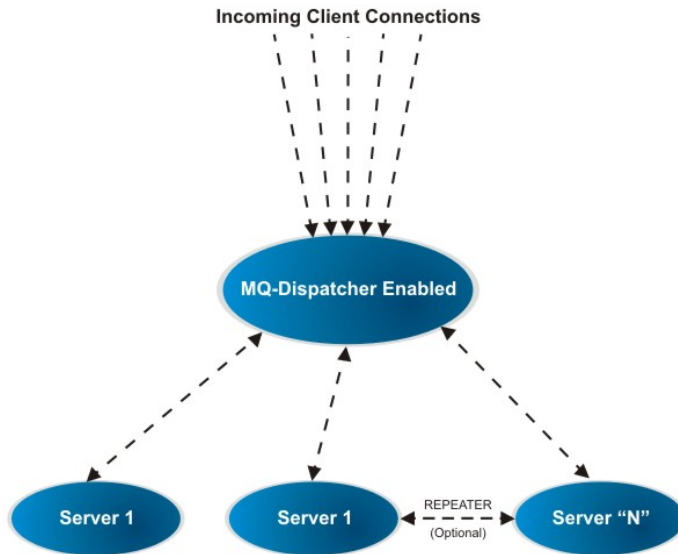 Incoming Client Connections
MQ-Dispatcher Enabled
Server 1
Server 1
REPEATER
(Optional)
Server “N”